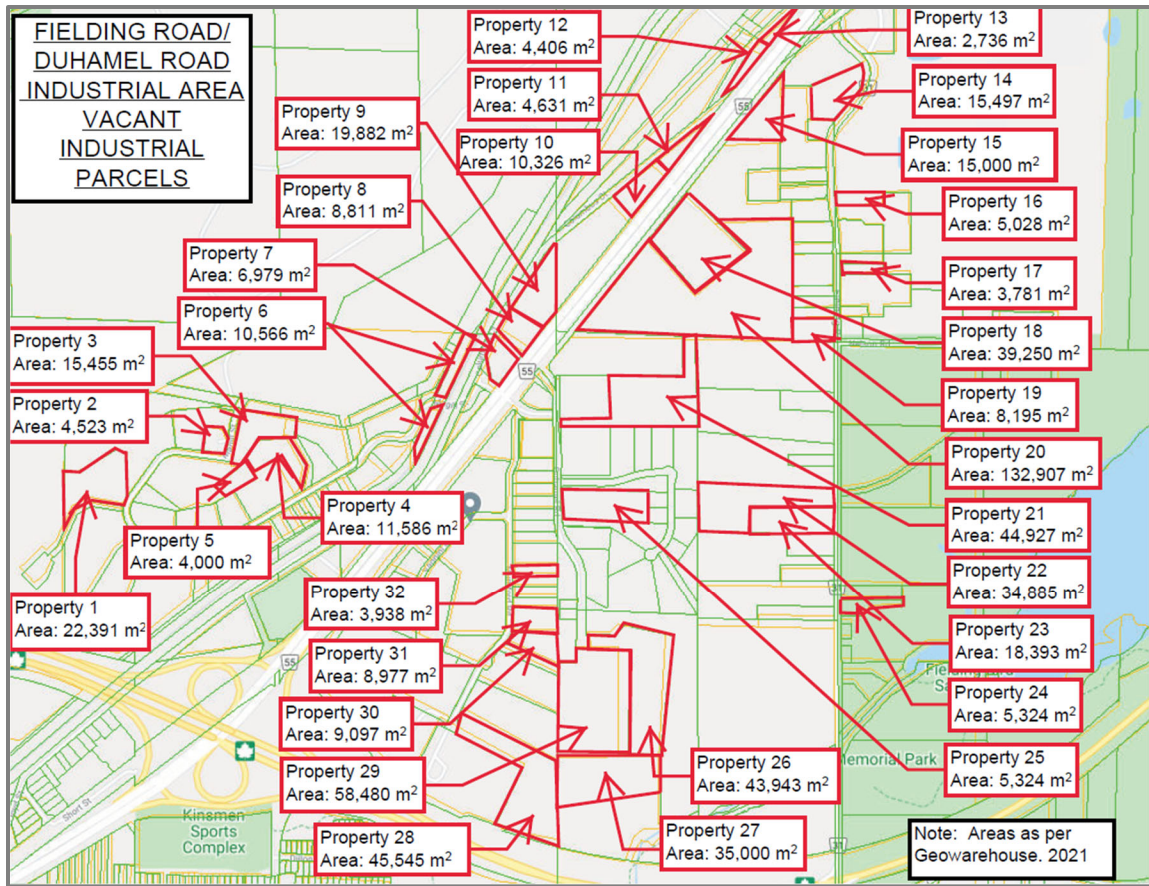 FIELDING ROAD/
DUHAMEL ROAD
INDUSTRIAL AREA
VACANT
INDUSTRIAL
PARCELS
Property 12
Area: 4,406 m²
Property 13
Area: 2,736 m²
Property 11
Area: 4,631 m²
Property 14
Area: 15,497 m²
Property 9
Area: 19,882 m²
Property 10
Area: 10,326 m²
Property 15
Area: 15,000 m²
55
Property 8
Area: 8,811 m²
Property 16
Area: 5,028 m²
Property 7
Area: 6,979 m²
Property 17
Area: 3,781 m²
Property 6
Area: 10,566 m²
Property 18
Area: 39,250 m²
Property 3
Area: 15,455 m²
55
Property 19
Area: 8,195 m²
Property 2
Area: 4,523 m²
Property 20
Area: 132,907 m²
Property 4
Area: 11,586 m²
Property 21
Area: 44,927 m²
Property 5
Area: 4,000 m²
Property 22
Area: 34,885 m²
Property 1
Area: 22,391 m²
Property 32
Area: 3,938 m²
31
Property 23
Area: 18,393 m²
Property 31
Area: 8,977 m²
55
Fielding
Sa
Property 24
Area: 5,324 m²
Property 30
Area: 9,097 m²
Property 25
Area: 5,324 m²
Memorial Park
Property 29
Area: 58,480 m²
Property 26
Area: 43,943 m²
Short St
Kinsmen
Sports
Complex
Property 28
Area: 45,545 m²
Property 27
Area: 35,000 m²
31
Note: Areas as per
Geowarehouse. 2021